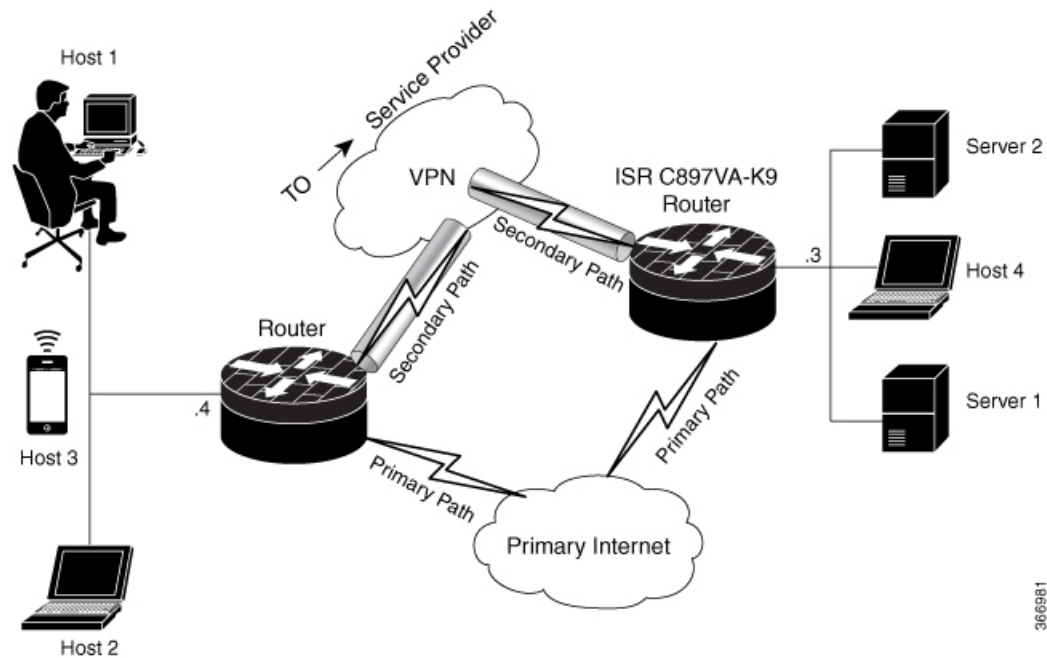 Host 1
TO
Service Provider
VPN
ISR C897VA-K9
Router
Server 2
Secondary Path
Secondary Path
.3
Host 4
Router
.4
Host 3
Server 1
Primary Path
Primary Path
Primary Internet
Host 2
366981